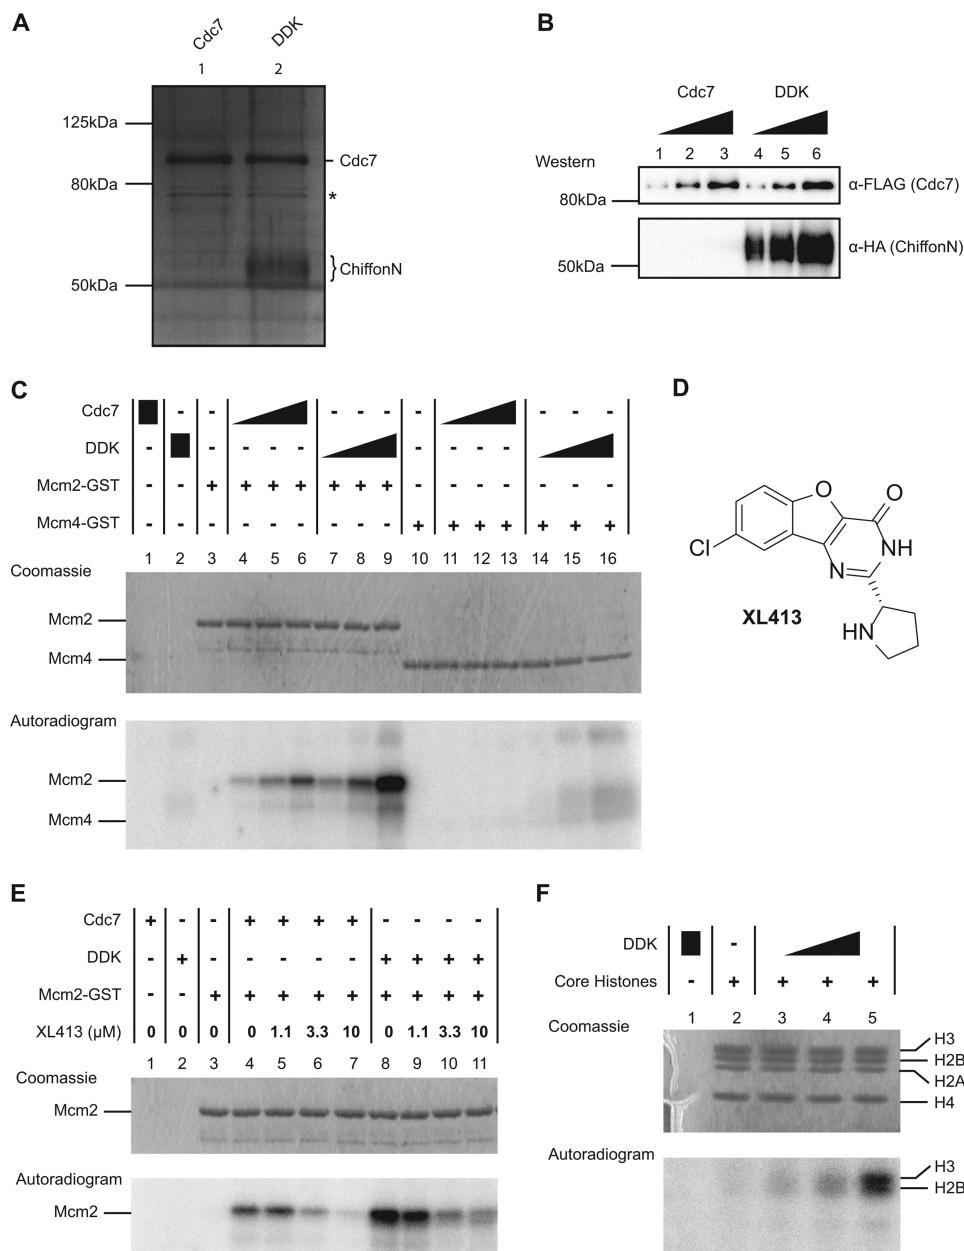 A
Cdc7 DDK
1 2
125kDa
Cdc7
80kDa
*
ChiffonN
50kDa
B
Cdc7 DDK
Western 1 2 3 4 5 6
α-FLAG (Cdc7)
80kDa
α-HA (ChiffonN)
50kDa
C
Cdc7 - - - - - - - - - -
DDK - - - - - - - - - -
Mcm2-GST - - + + + + + + + - - - - - - -
Mcm4-GST - - - - - - - - - + + + + + + +
1 2 3 4 5 6 7 8 9 10 11 12 13 14 15 16
Coomassie
Mcm2
Mcm4
Autoradiogram
Mcm2
Mcm4
D
O
O
Cl
NH
N
HN
XL413
E
Cdc7 + - - + + + + - - - -
DDK - + - - - - - + + + +
Mcm2-GST - - + + + + + + + + +
XL413 (µM) 0 0 0 0 1.1 3.3 10 0 1.1 3.3 10
1 2 3 4 5 6 7 8 9 10 11
Coomassie
Mcm2
Autoradiogram
Mcm2
F
DDK -
Core Histones - + + + +
1 2 3 4 5
Coomassie
H3
H2B
H2A
H4
Autoradiogram
H3
H2B